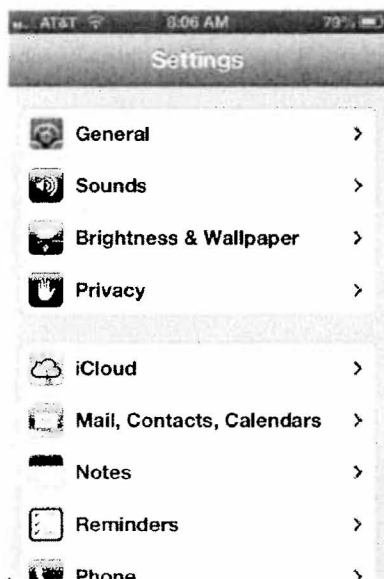 AT&T 8:06 AM 79%
Settings
General
Sounds
Brightness & Wallpaper
Privacy
iCloud
Mail, Contacts, Calendars
Notes
Reminders
Phone